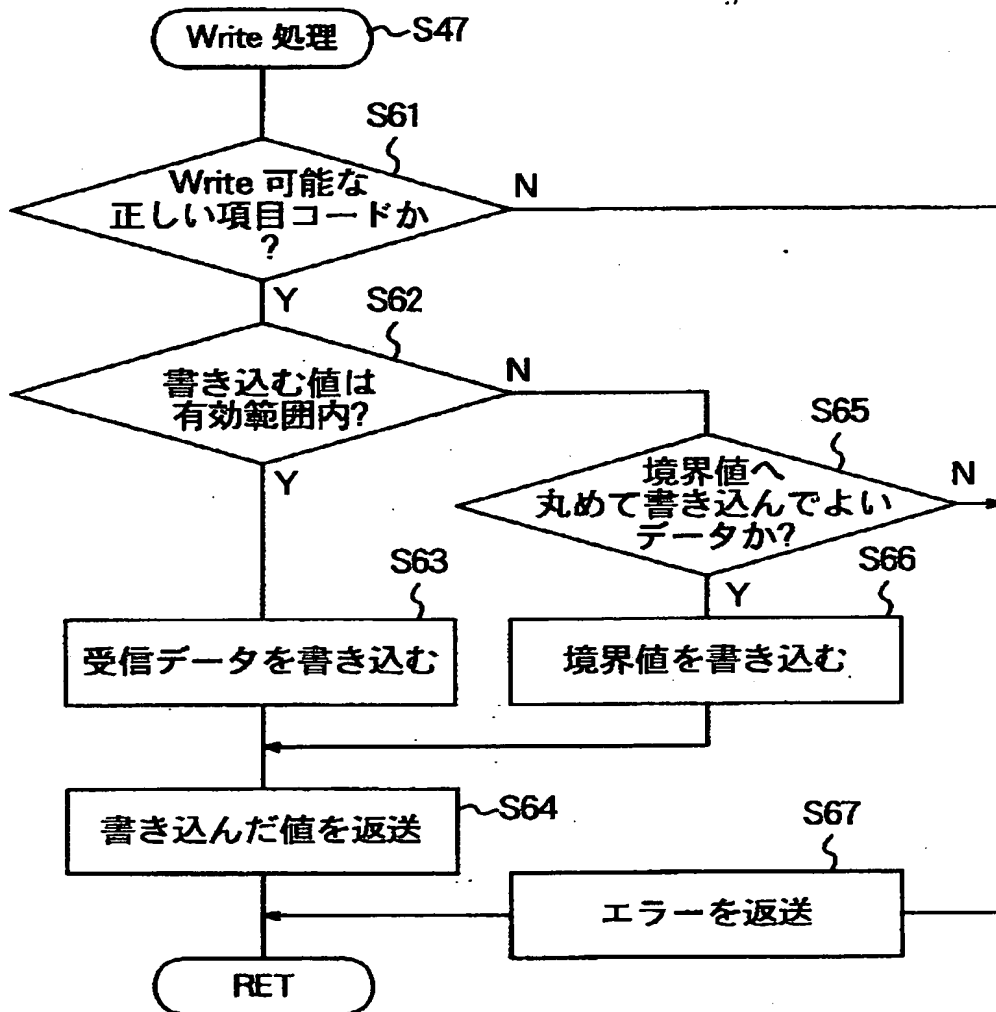 Write 処理
S47
S61
Write 可能な
正しい項目コードか
?
N
Y
S62
書き込む値は
有効範囲内?
N
Y
S65
境界値へ
丸めて書き込んでよい
データか?
N
Y
S63
受信データを書き込む
S66
境界値を書き込む
書き込んだ値を返送
S64
S67
エラーを返送
RET